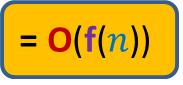 = O(f(n))